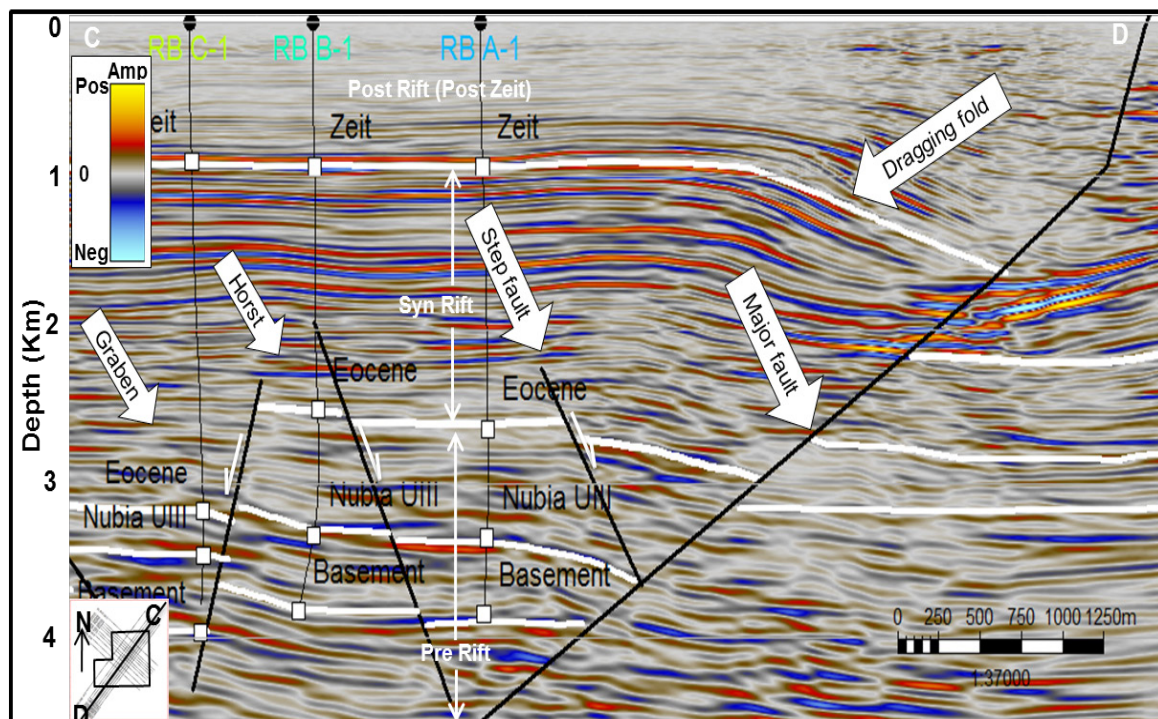 0
C
D
RB C-1
RB B-1
RB A-1
Amp
Pos
0
Neg
Post Rift (Post Zeit)
eit
Zeit
Zeit
Dragging fold
1
Step fault
Horst
Syn Rift
Major fault
Graben
2
Depth (Km)
Eocene
Eocene
3
Eocene
Nubia UIII
Nubia UIII
Nubia UIII
Basement
Basement
Basement
N
C
D
4
Pre Rift
0 250 500 750 1000 1250m
1:37000